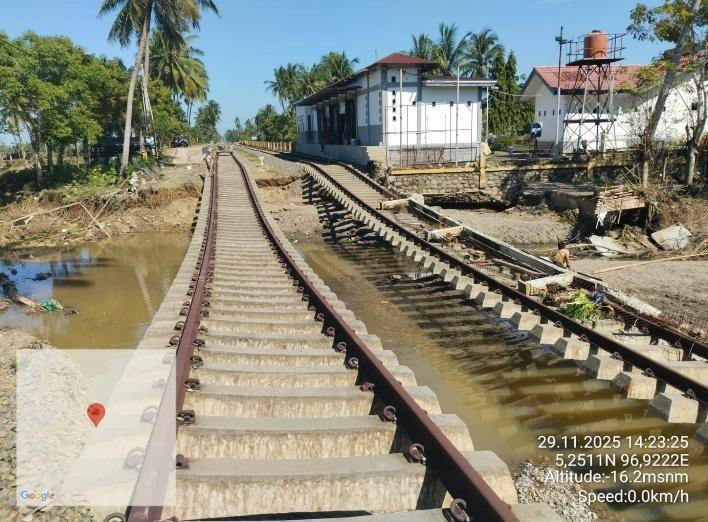 29.11.2025 14:23:25
5,2511N 96,9222E
Altitude:-16.2msnm
Speed:0.0km/h
Google